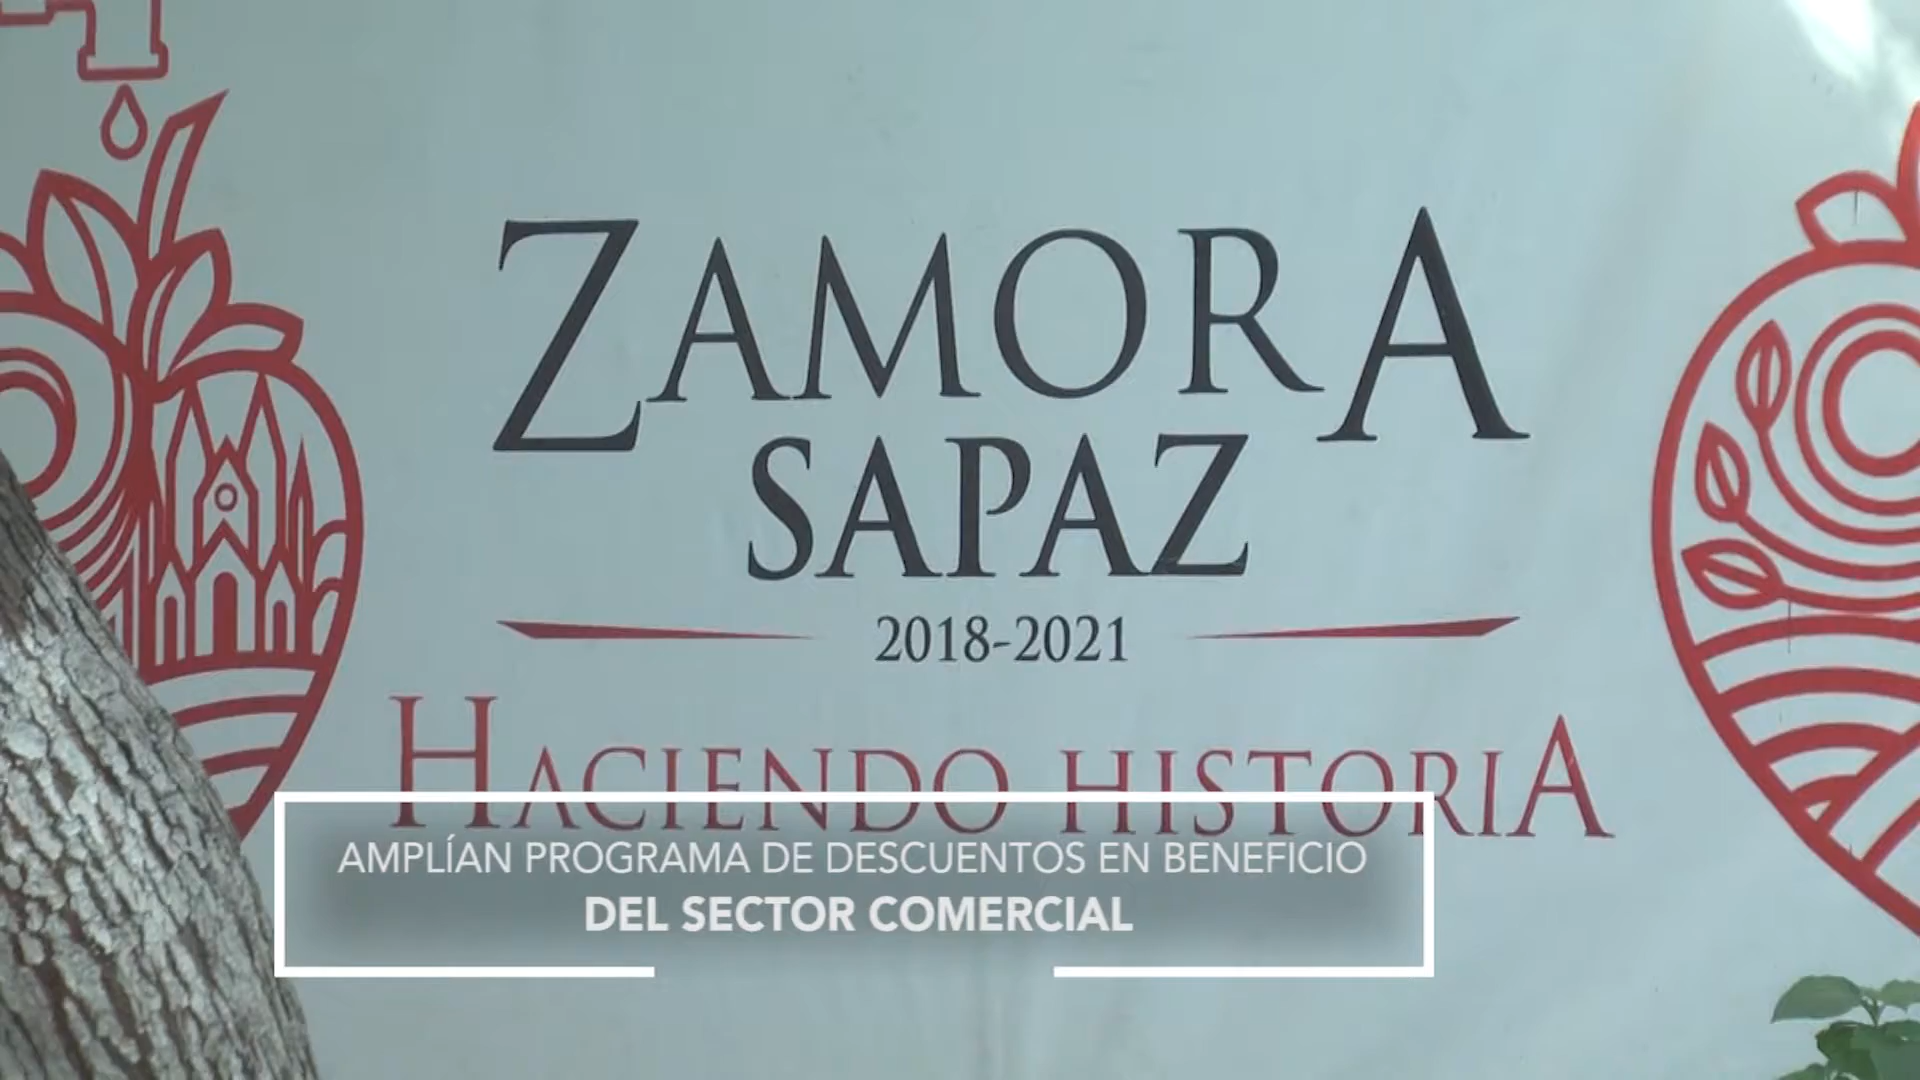 ZAMORA
SAPAZ
2018-2021
HACIENDO HISTORIA
AMPLÍAN PROGRAMA DE DESCUENTOS EN BENEFICIO
DEL SECTOR COMERCIAL